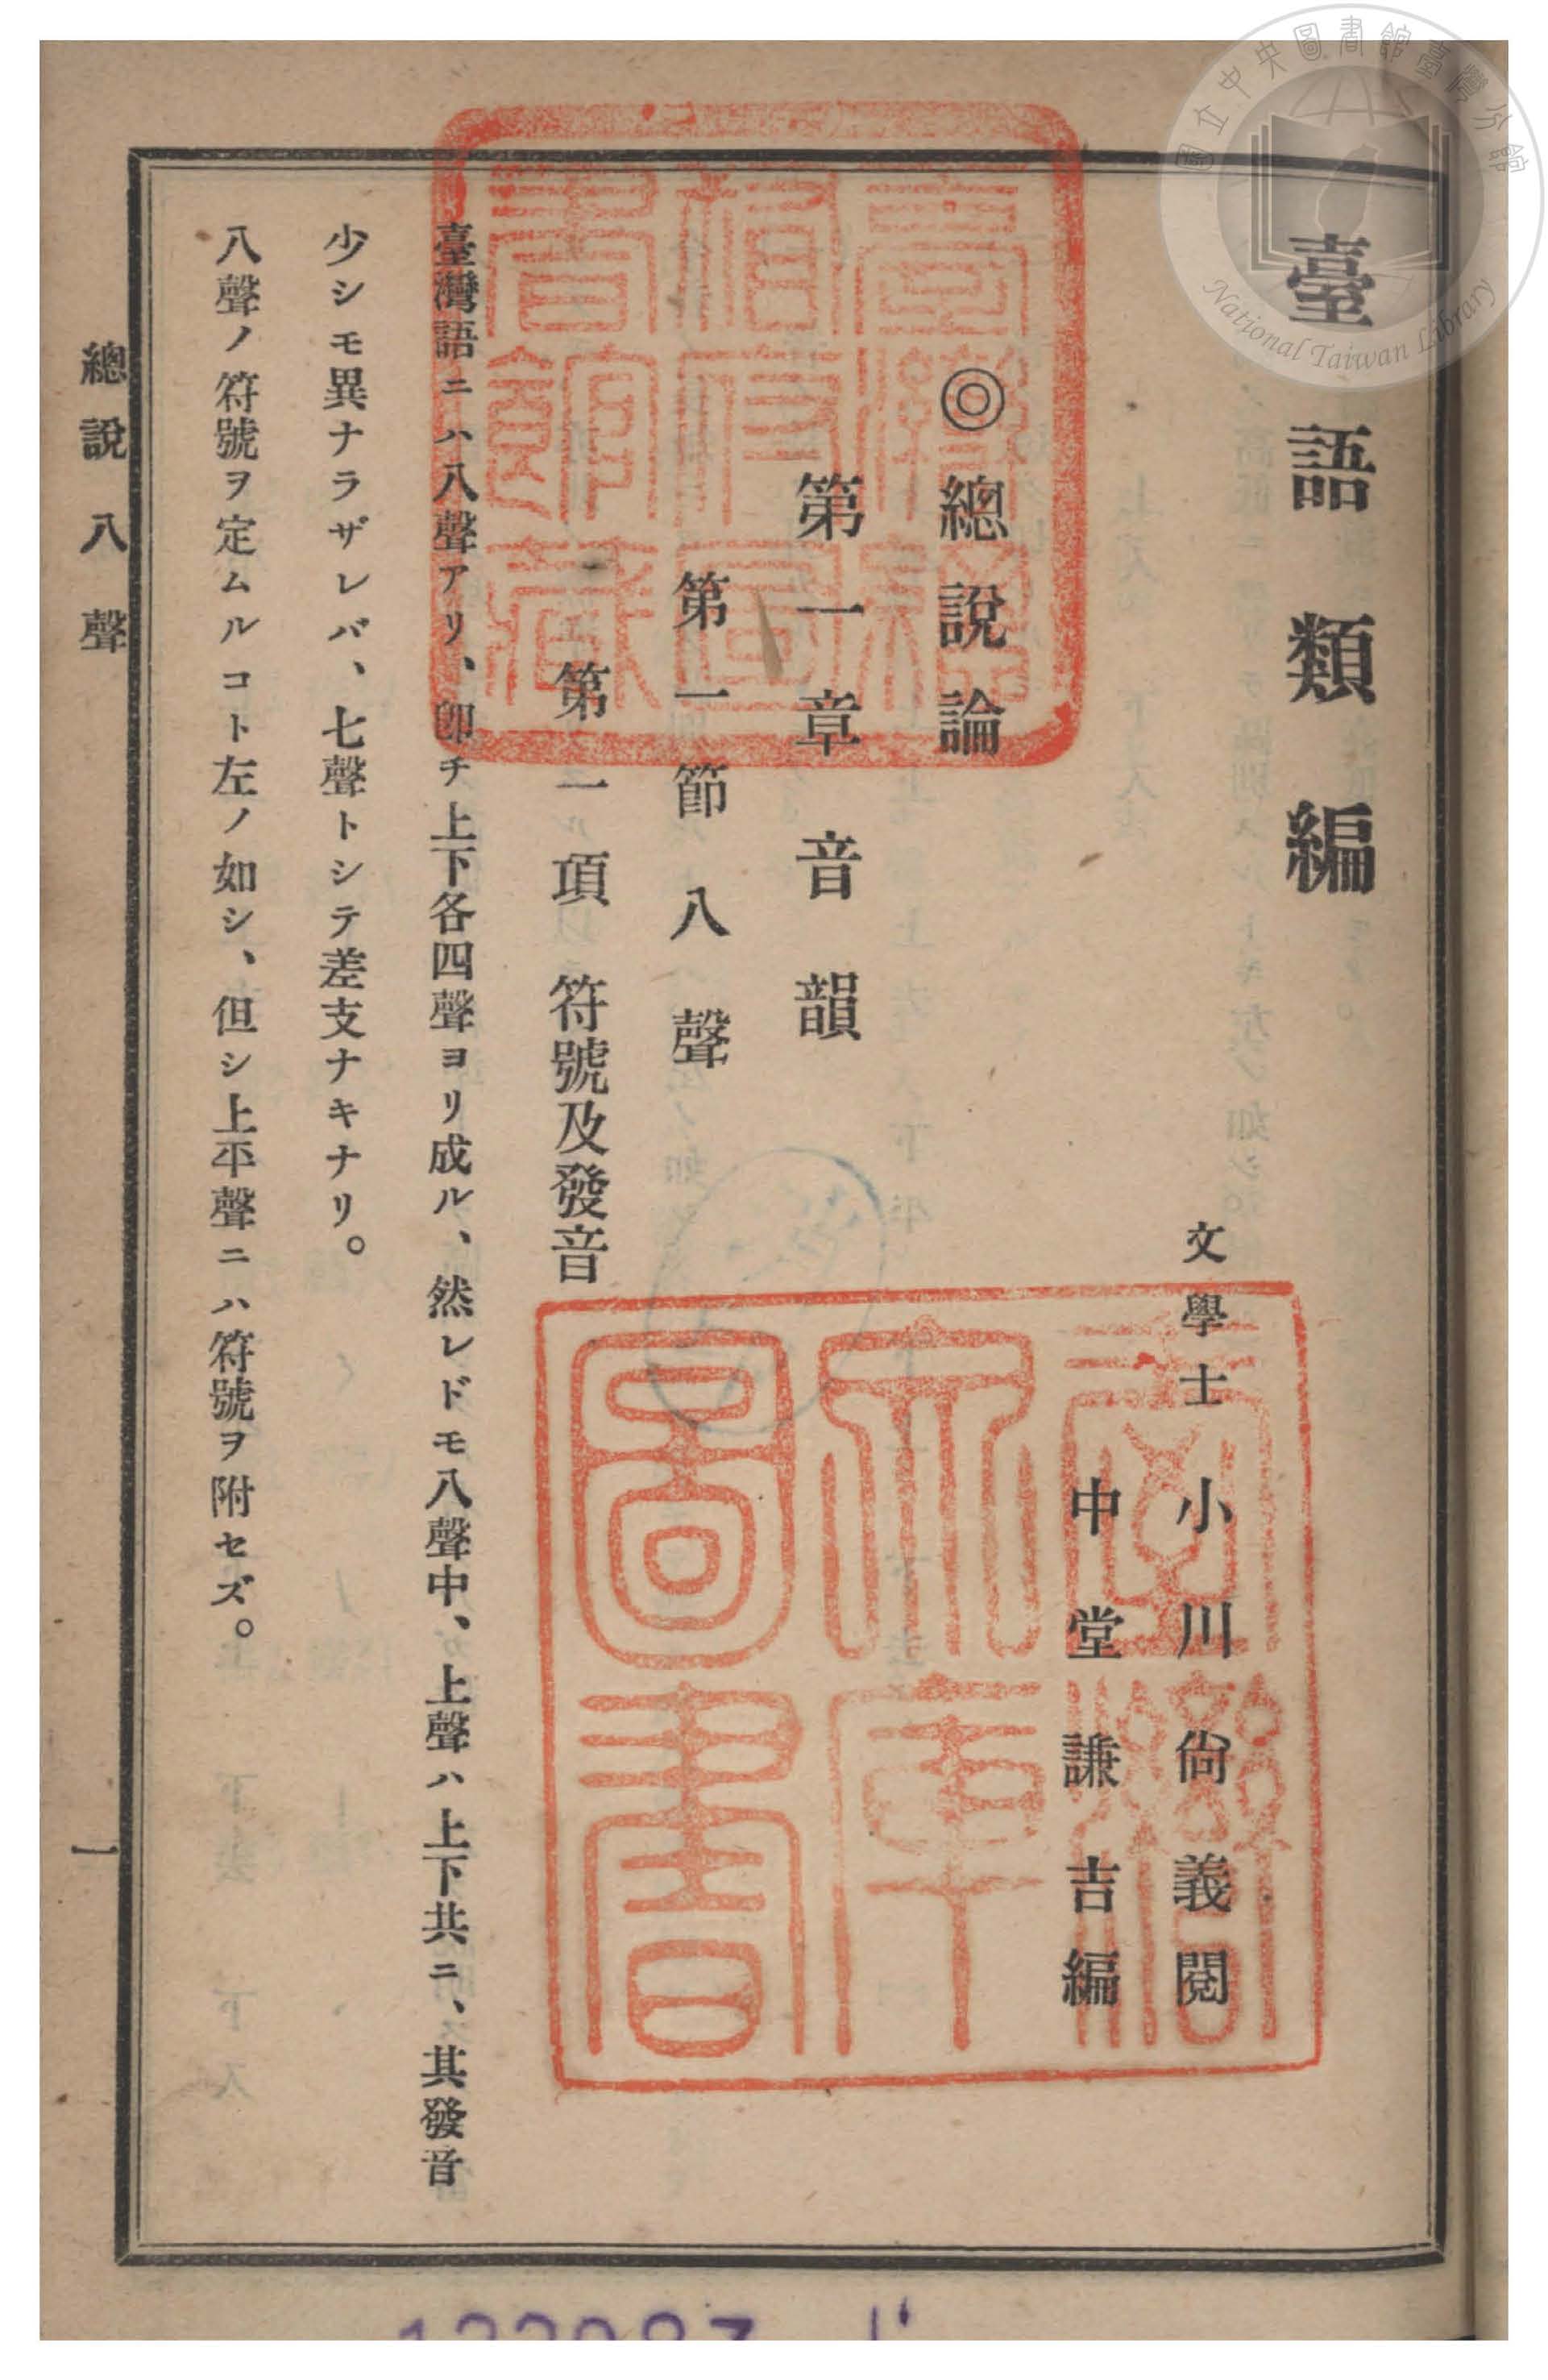 臺語類編
文學士 小川尙義閱
中堂謙吉編
◎總說論
第一章 音韻
第一節 八聲
第一項 符號及發音
臺灣語ニハ八聲アリ、卽チ上下各四聲ヨリ成ル、然レドモ八聲中、上聲ハ上下共ニ、其發音
少シモ異ナラザレバ、七聲トシテ差支ナキナリ。
八聲ノ符號ヲ定ムルコト左ノ如シ、但シ上平聲ニハ符號ヲ附セズ。
總說 八聲
一
國立中央圖書館臺灣分館
National Taiwan Library
臺灣總督府圖書館藏
臺灣文庫圖書